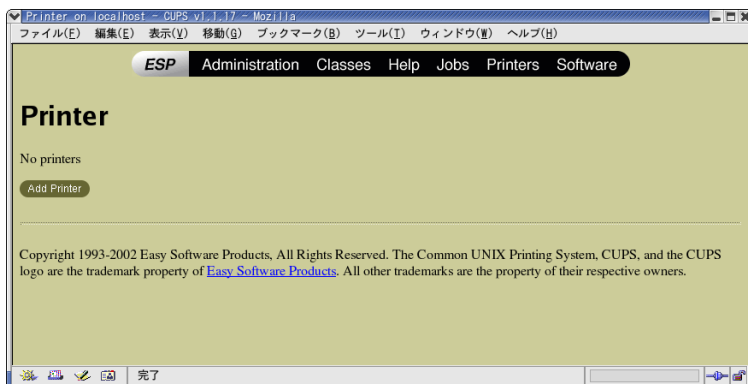 Printer on localhost - CUPS v1.1.17 - Mozilla
ファイル(F) 編集(E) 表示(V) 移動(G) ブックマーク(B) ツール(T) ウィンドウ(W) ヘルプ(H)
ESP Administration Classes Help Jobs Printers Software
Printer
No printers
Add Printer
Copyright 1993-2002 Easy Software Products, All Rights Reserved. The Common UNIX Printing System, CUPS, and the CUPS
logo are the trademark property of Easy Software Products. All other trademarks are the property of their respective owners.
完了